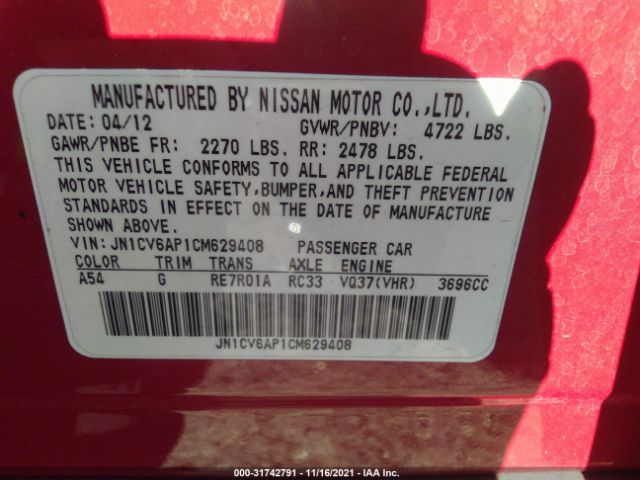 MANUFACTURED BY NISSAN MOTOR CO.,LTD.
DATE: 04/12 GVWR/PNBV: 4722 LBS.
GAWR/PNBE FR: 2270 LBS. RR: 2478 LBS.
THIS VEHICLE CONFORMS TO ALL APPLICABLE FEDERAL
MOTOR VEHICLE SAFETY,BUMPER,AND THEFT PREVENTION
STANDARDS IN EFFECT ON THE DATE OF MANUFACTURE
SHOWN ABOVE.
VIN: JN1CV6AP1CM629408 PASSENGER CAR
COLOR TRIM TRANS AXLE ENGINE
A54 G RE7R01A RC33 VQ37(VHR) 3696CC
JN1CV6AP1CM629408
000-31742791 - 11/16/2021 - IAA Inc.